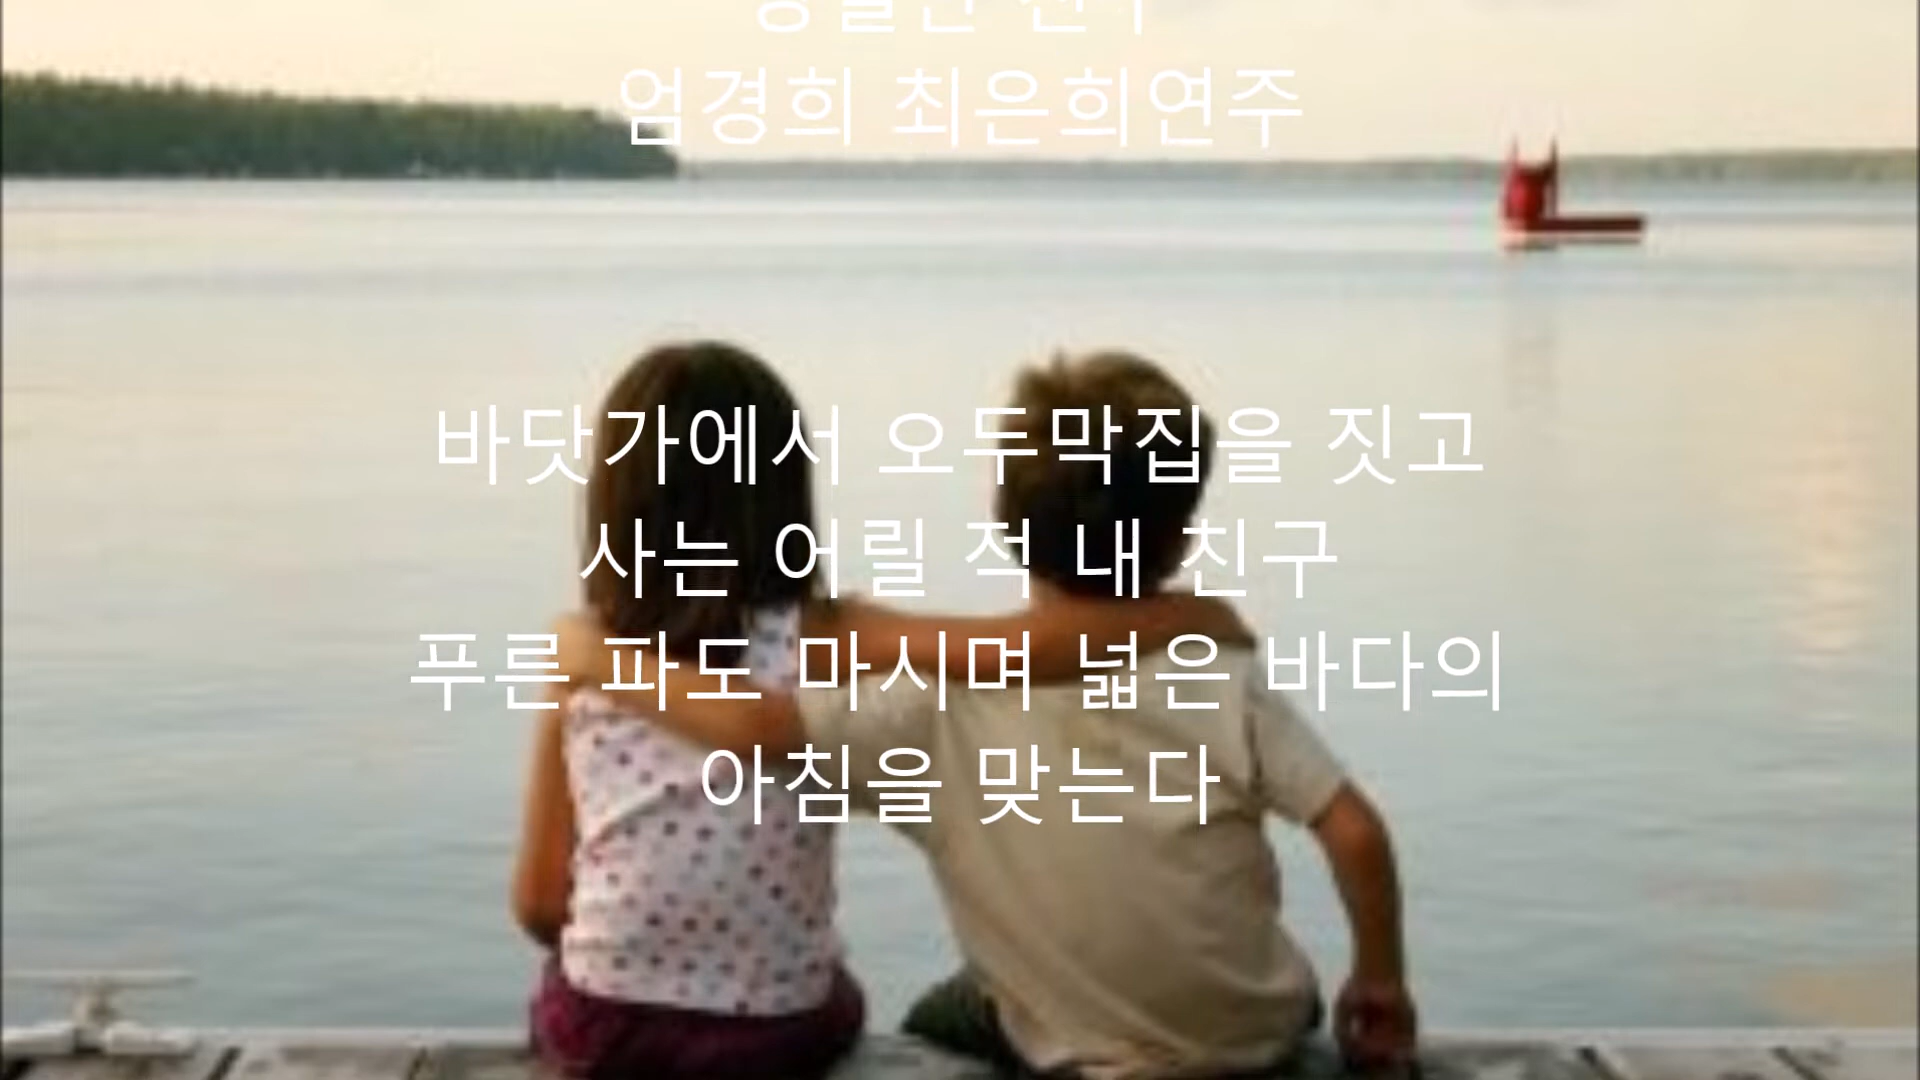 엄경희 최은희연주
바닷가에서 오두막집을 짓고
사는 어릴 적 내 친구
푸른 파도 마시며 넓은 바다의
아침을 맞는다